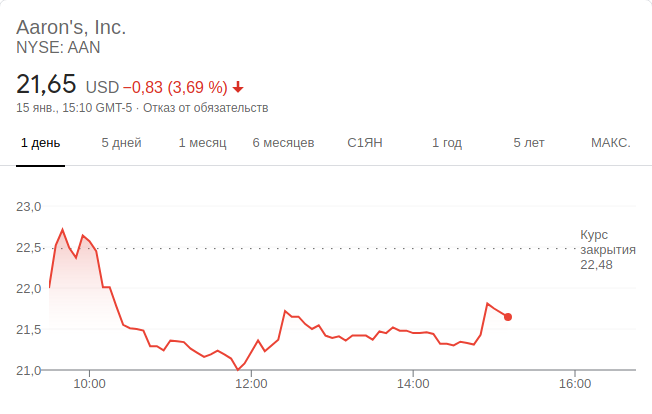 Aaron's, Inc.
NYSE: AAN
21,65 USD −0,83 (3,69 %)
15 янв., 15:10 GMT-5 · Отказ от обязательств
1 день 5 дней 1 месяц 6 месяцев С1ЯН 1 год 5 лет МАКС.
23,0
22,5
22,0
21,5
21,0
Курс
закрытия
22,48
10:00 12:00 14:00 16:00